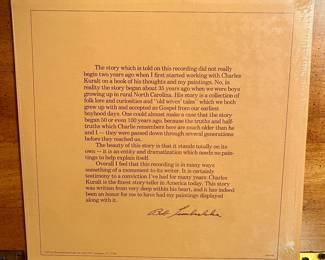 The story which is told on this recording did not really
begin two years ago when I first started working with Charles
Kuralt on a book of his thoughts and my paintings. No, in
reality the story began about 35 years ago when we were boys
growing up in rural North Carolina. His story is a collection of
folk lore and curiosities and "old wives' tales" which we both
grew up with and accepted as Gospel from our earliest
boyhood days. One could almost make a case that the story
began 50 or even 100 years ago, because the truths and half-
truths which Charlie remembers here are much older than he
and I — they were passed down through several generations
before they reached us.
The beauty of this story is that it stands totally on its
own — it is an entity and dramatization which needs no paint-
ings to help explain itself.
Overall I feel that this recording is in many ways
something of a monument to its writer. It is certainly
testimony to a conviction I've had for many years: Charles
Kuralt is the finest story-teller in America today. This story
was written from very deep within his heart, and it has indeed
been an honor for me to have had my paintings displayed
along with it.
Bob Timberlake